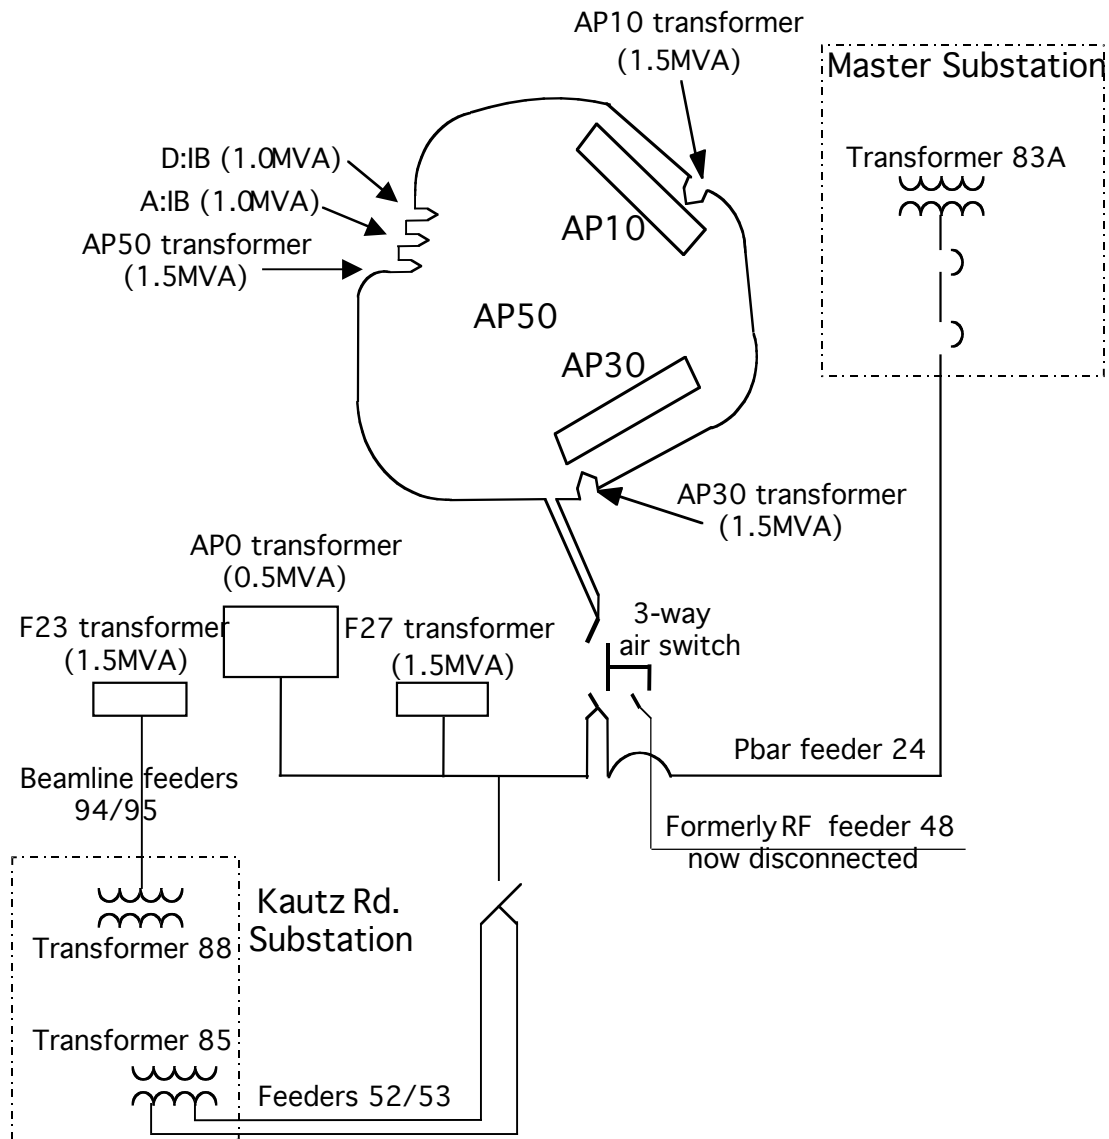 AP10 transformer
(1.5MVA)
Master Substation
D:IB (1.0MVA)
A:IB (1.0MVA)
AP50 transformer
(1.5MVA)
Transformer 83A
AP10
AP50
AP30
AP30 transformer
(1.5MVA)
AP0 transformer
(0.5MVA)
F23 transformer
(1.5MVA)
F27 transformer
(1.5MVA)
3-way
air switch
Pbar feeder 24
Beamline feeders
94/95
Formerly RF feeder 48
now disconnected
Kautz Rd.
Substation
Transformer 88
Transformer 85
Feeders 52/53